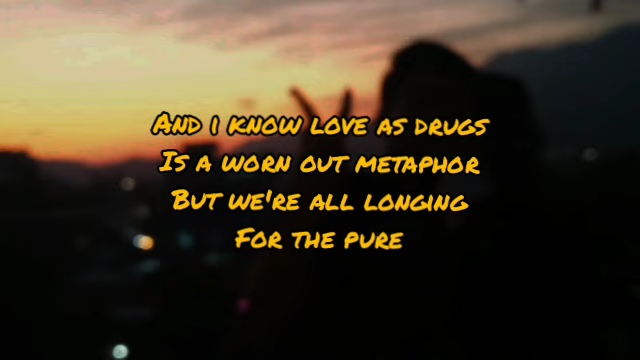 And i know love as drugs
Is a worn out metaphor
But we're all longing
For the pure